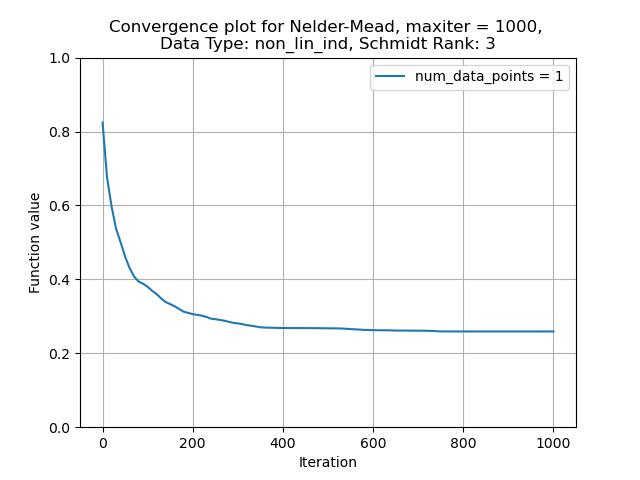 Convergence plot for Nelder-Mead, maxiter = 1000,
Data Type: non_lin_ind, Schmidt Rank: 3
num_data_points = 1
1.0
0.8
0.6
0.4
0.2
0.0
Function value
0 200 400 600 800 1000
Iteration